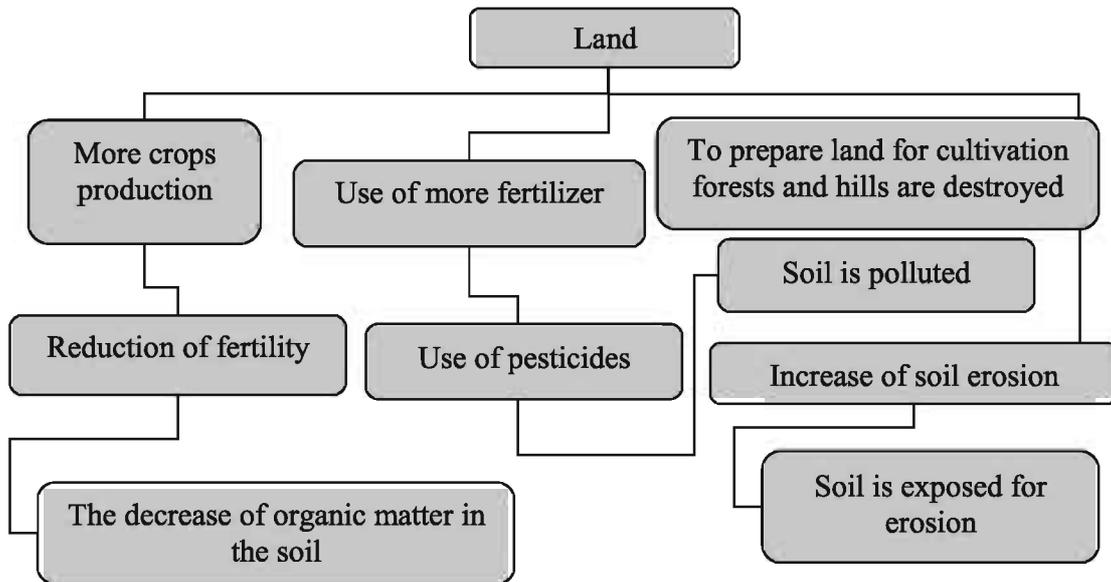 Land
More crops
production
Use of more fertilizer
To prepare land for cultivation
forests and hills are destroyed
Soil is polluted
Reduction of fertility
Use of pesticides
Increase of soil erosion
The decrease of organic matter in
the soil
Soil is exposed for
erosion